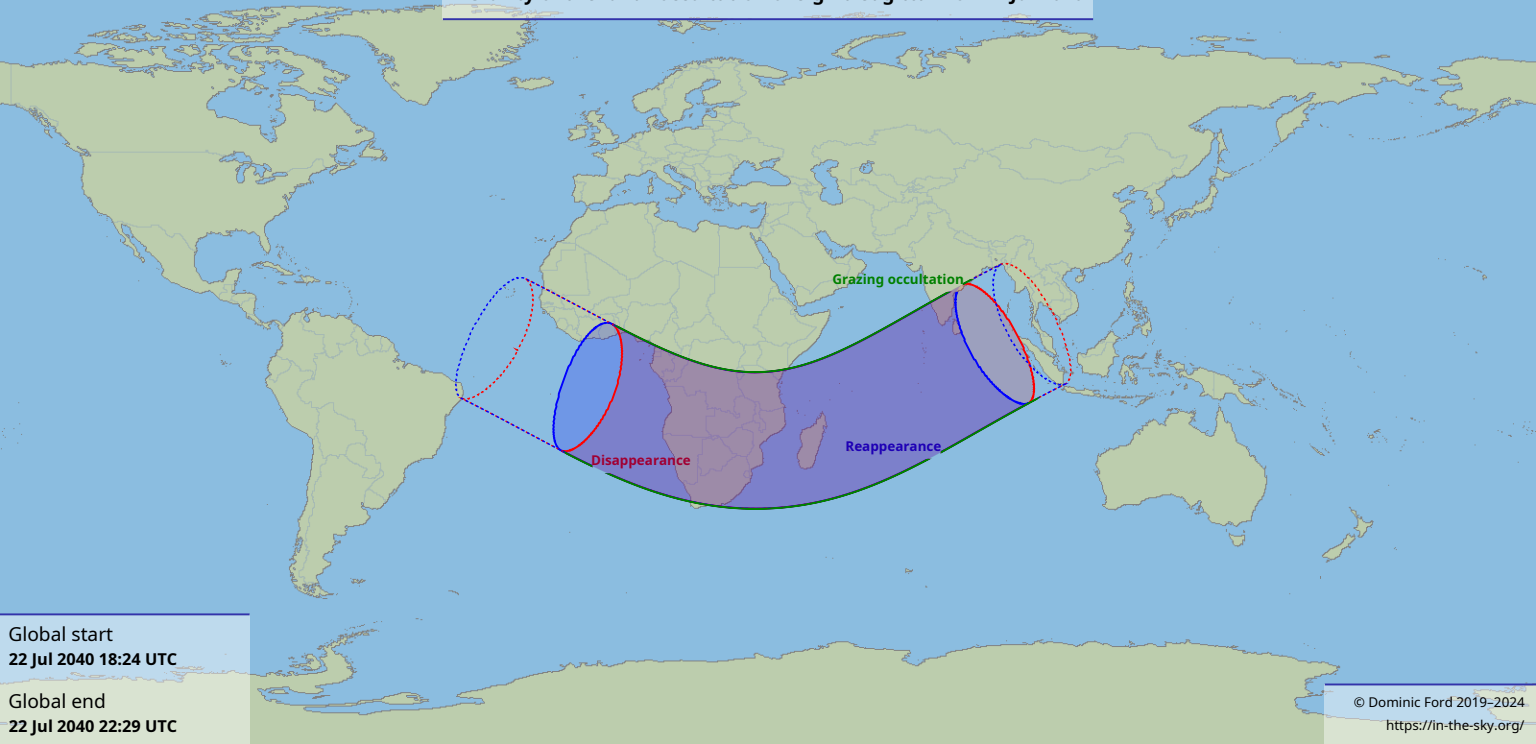 Grazing occultation
Reappearance
Disappearance
Global start
22 Jul 2040 18:24 UTC
Global end
22 Jul 2040 22:29 UTC
© Dominic Ford 2019–2024
https://in-the-sky.org/